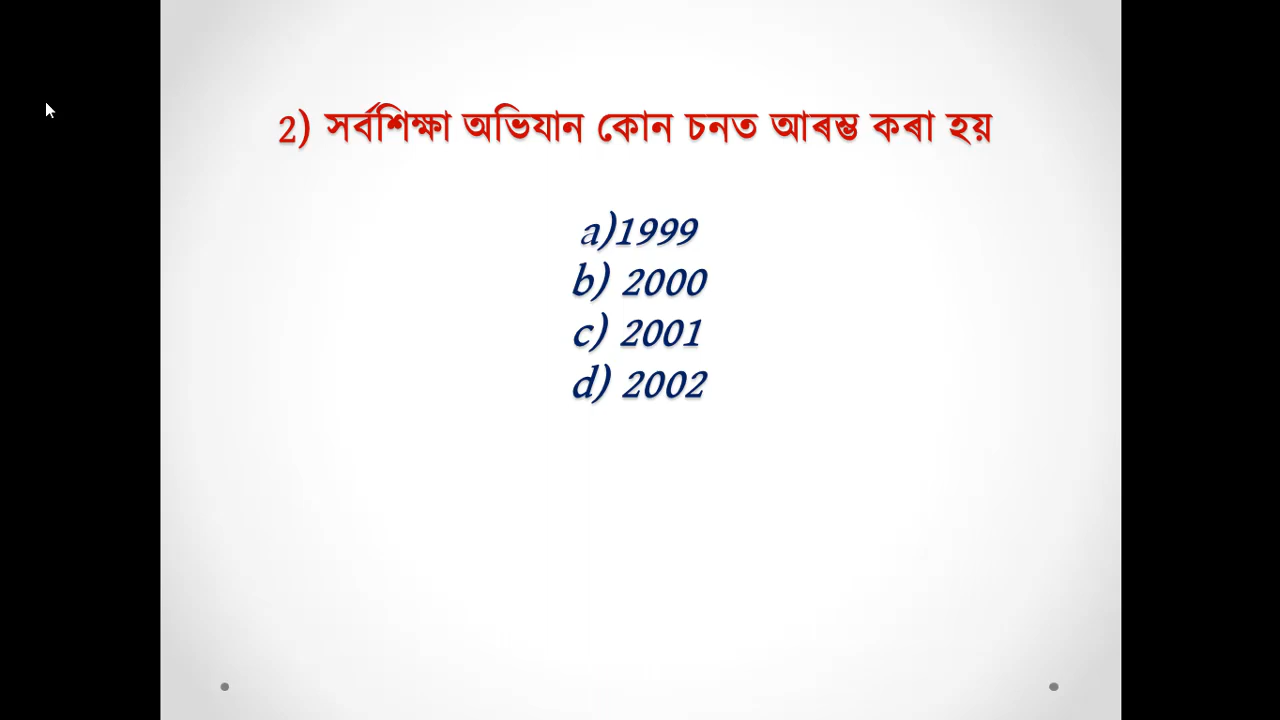 2) সৰ্বশিক্ষা অভিযান কোন চনত আৰম্ভ কৰা হয়
a)1999
b) 2000
c) 2001
d) 2002